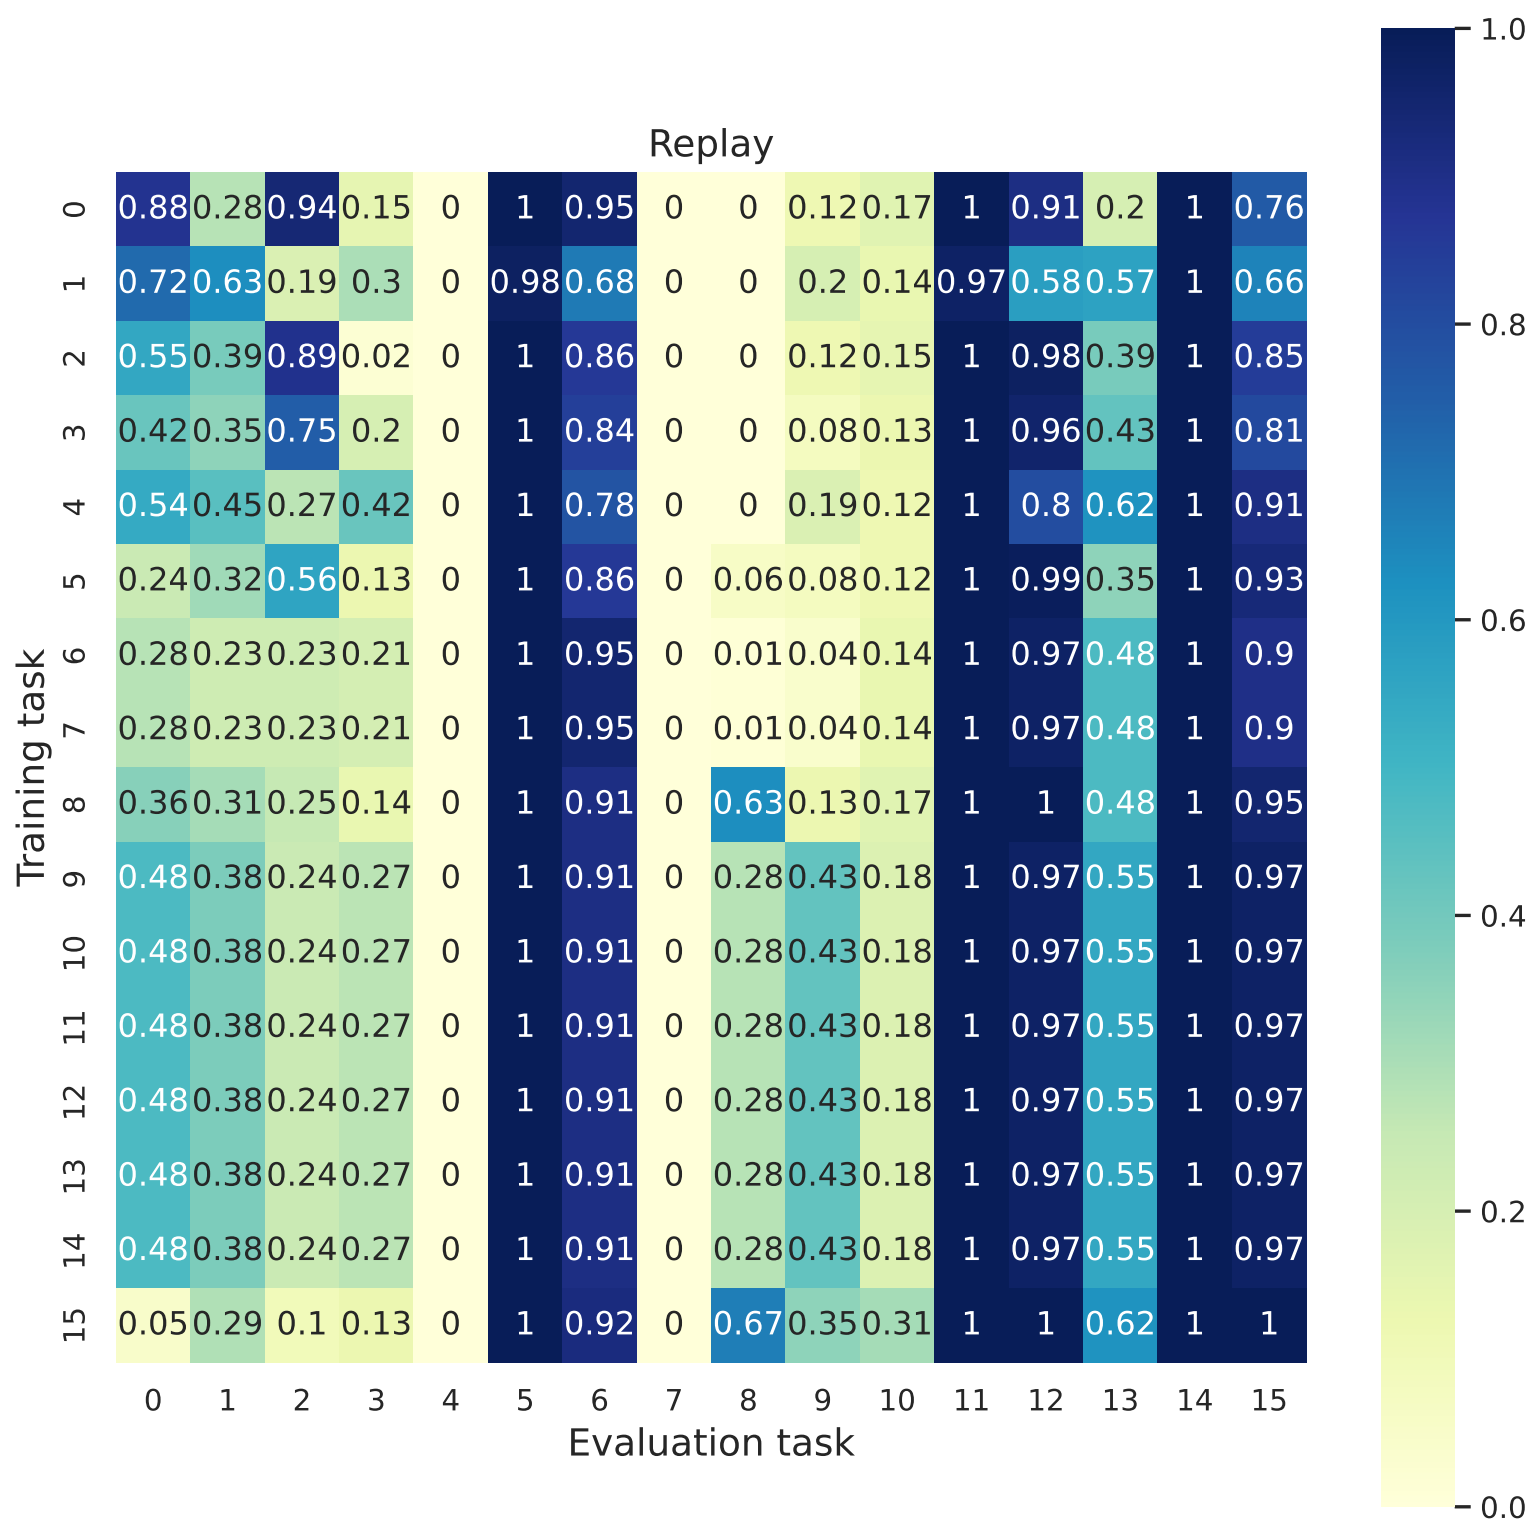 Replay
0 0.88 0.28 0.94 0.15 0 1 0.95 0 0 0.12 0.17 1 0.91 0.2 1 0.76
1 0.72 0.63 0.19 0.3 0 0.98 0.68 0 0 0.2 0.14 0.97 0.58 0.57 1 0.66
2 0.55 0.39 0.89 0.02 0 1 0.86 0 0 0.12 0.15 1 0.98 0.39 1 0.85
3 0.42 0.35 0.75 0.2 0 1 0.84 0 0 0.08 0.13 1 0.96 0.43 1 0.81
4 0.54 0.45 0.27 0.42 0 1 0.78 0 0 0.19 0.12 1 0.8 0.62 1 0.91
5 0.24 0.32 0.56 0.13 0 1 0.86 0 0.06 0.08 0.12 1 0.99 0.35 1 0.93
6 0.28 0.23 0.23 0.21 0 1 0.95 0 0.01 0.04 0.14 1 0.97 0.48 1 0.9
7 0.28 0.23 0.23 0.21 0 1 0.95 0 0.01 0.04 0.14 1 0.97 0.48 1 0.9
8 0.36 0.31 0.25 0.14 0 1 0.91 0 0.63 0.13 0.17 1 1 0.48 1 0.95
9 0.48 0.38 0.24 0.27 0 1 0.91 0 0.28 0.43 0.18 1 0.97 0.55 1 0.97
10 0.48 0.38 0.24 0.27 0 1 0.91 0 0.28 0.43 0.18 1 0.97 0.55 1 0.97
11 0.48 0.38 0.24 0.27 0 1 0.91 0 0.28 0.43 0.18 1 0.97 0.55 1 0.97
12 0.48 0.38 0.24 0.27 0 1 0.91 0 0.28 0.43 0.18 1 0.97 0.55 1 0.97
13 0.48 0.38 0.24 0.27 0 1 0.91 0 0.28 0.43 0.18 1 0.97 0.55 1 0.97
14 0.48 0.38 0.24 0.27 0 1 0.91 0 0.28 0.43 0.18 1 0.97 0.55 1 0.97
15 0.05 0.29 0.1 0.13 0 1 0.92 0 0.67 0.35 0.31 1 1 0.62 1 1
0 1 2 3 4 5 6 7 8 9 10 11 12 13 14 15
Evaluation task
Training task
1.0
0.8
0.6
0.4
0.2
0.0